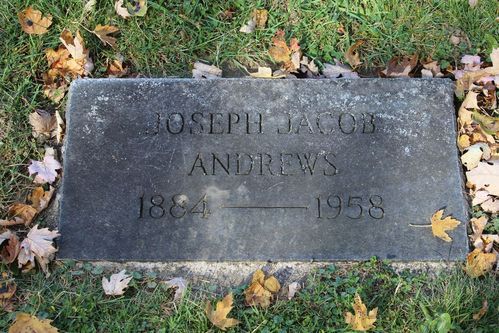 JOSEPH JACOB
ANDREWS
1884 — 1958